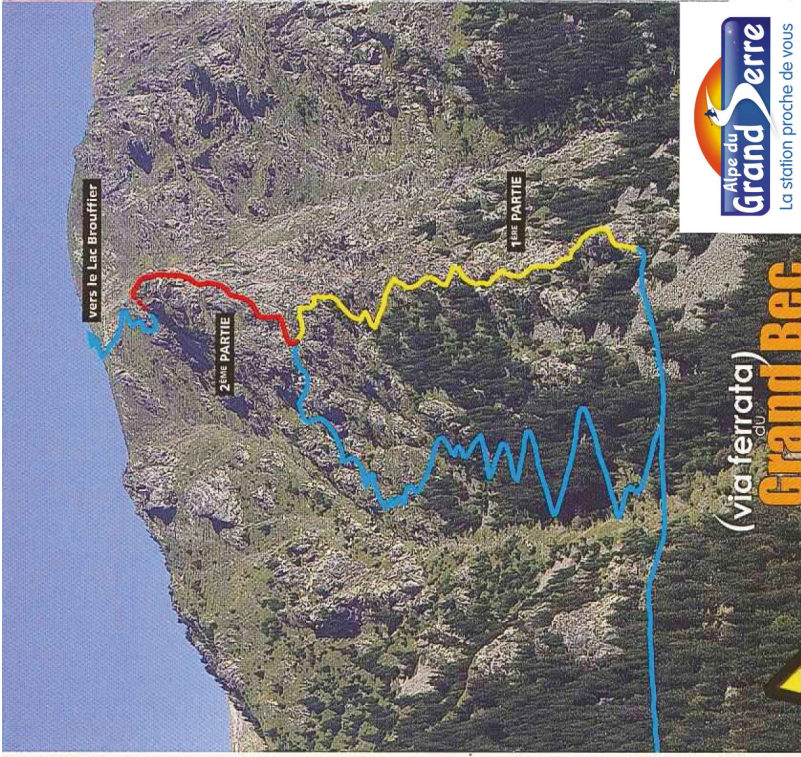 vers le Lac Brouffier
2ÈME PARTIE
1ÈRE PARTIE
(via ferrata)
du
Grand Bec
Alpe du
Grand Serre
La station proche de vous